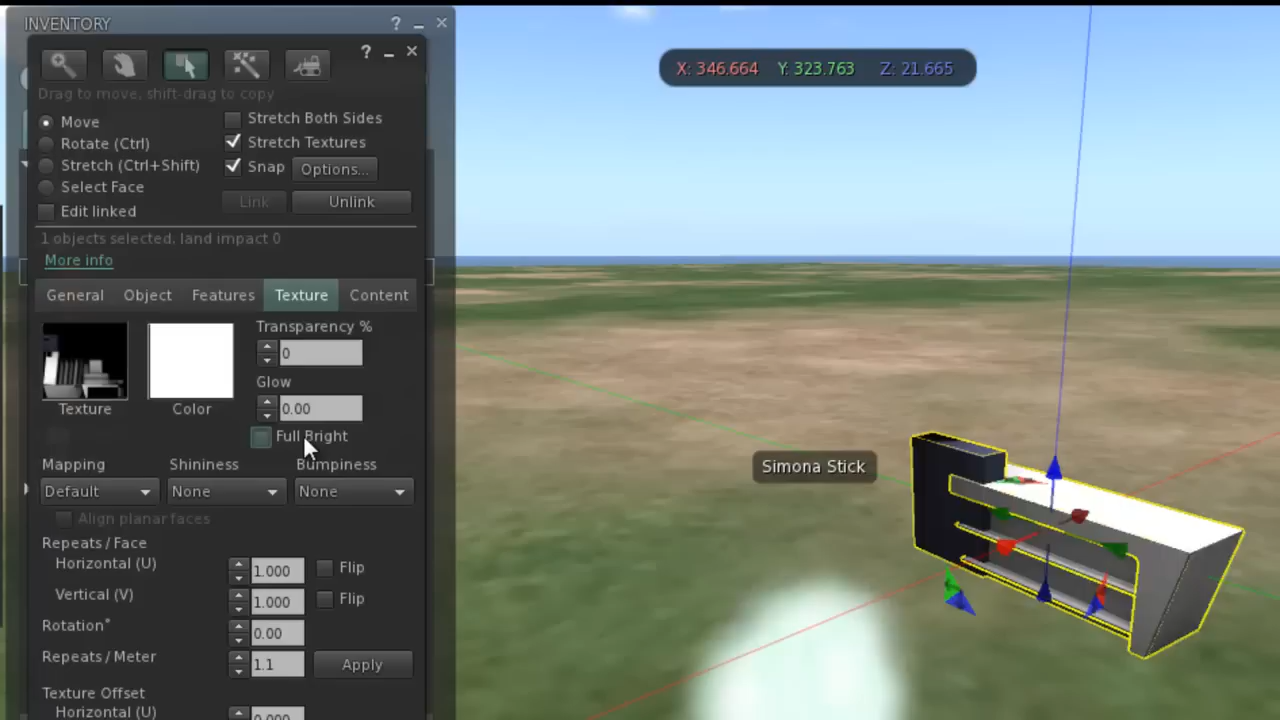 INVENTORY
?
?
X: 346.664 Y: 323.763 Z: 21.665
Drag to move, shift-drag to copy
Move
Stretch Both Sides
Rotate (Ctrl)
Stretch Textures
Stretch (Ctrl+Shift)
Snap
Options...
Select Face
Edit linked
Link
Unlink
1 objects selected, land impact 0
More info
General Object Features Texture Content
Transparency %
0
Glow
0.00
Texture
Color
Full Bright
Simona Stick
Mapping Shininess Bumpiness
Default None None
Align planar faces
Repeats / Face
Horizontal (U) 1.000 Flip
Vertical (V) 1.000 Flip
Rotation° 0.00
Repeats / Meter 1.1 Apply
Texture Offset
Horizontal (U) 0.000